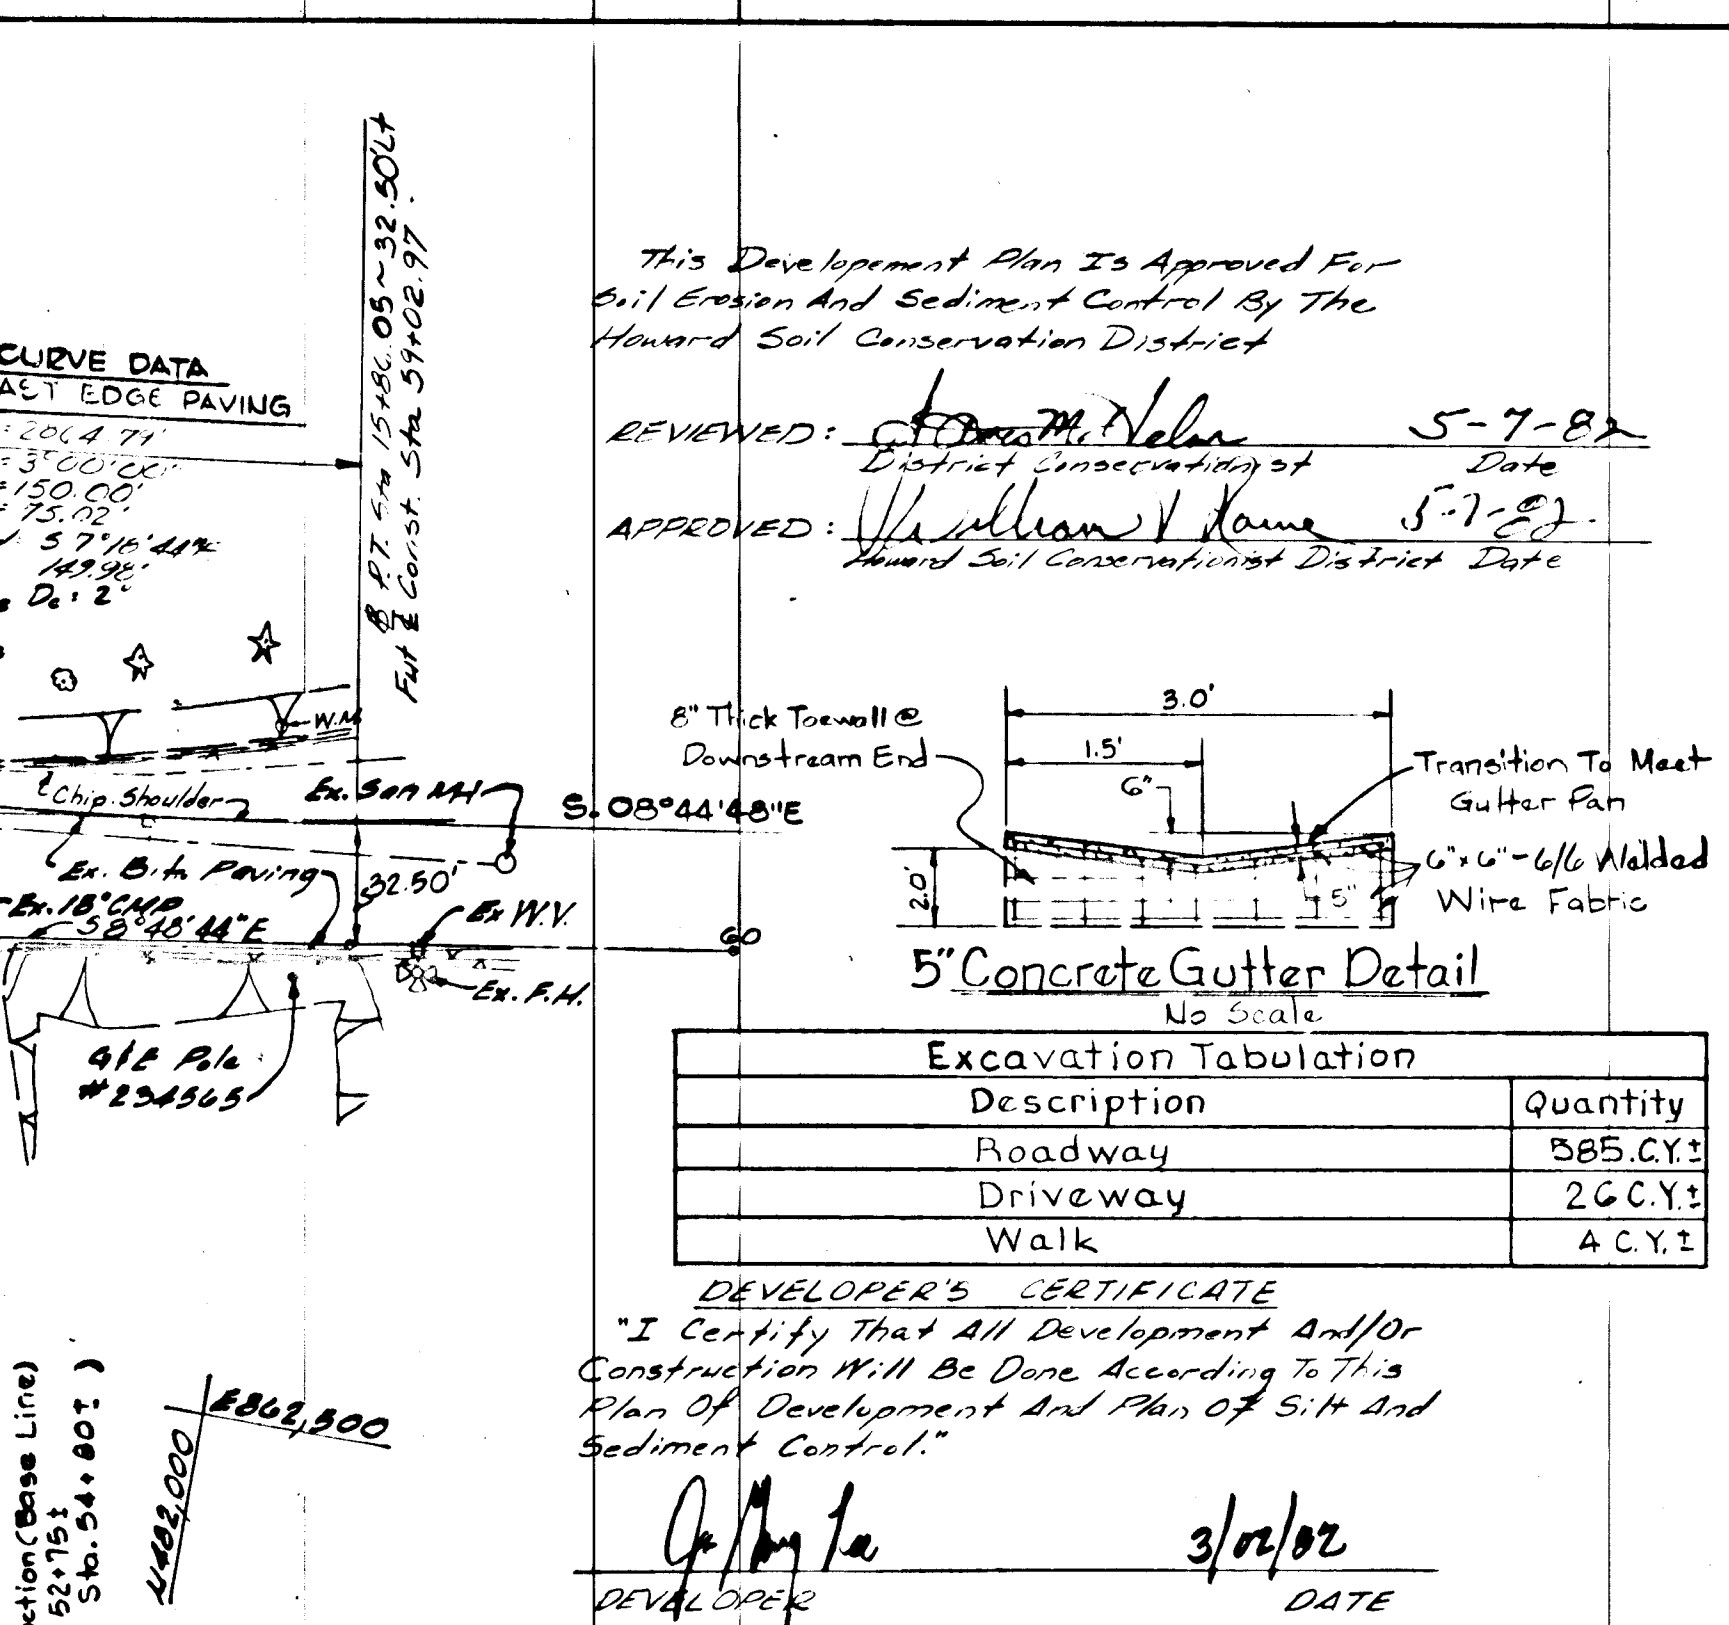 This Developement Plan Is Approved For
Soil Erosion And Sediment Control By The
Howard Soil Conservation District
REVIEWED: 5-7-82
District Conservationist Date
APPROVED:
Howard Soil Conservationist District Date
CURVE DATA
EDGE PAVING
3°00'00"
150.00'
75.02'
149.98'
Dc: 2°
P.T. Sta 15+86.05~32.50'Lt
Fut ℄ Const. Sta 59+02.97
W.M
Chip. Shoulder
Ex. San MH
S. 08°44'48"E
Ex. Bit. Paving
32.50'
Ex. 18" CMP
S8°48'44"E
Ex W.V.
60
Ex. F.H.
G&E Pole
#234565
8" Thick Toewall @
Downstream End
3.0'
1.5'
6"
Transition To Meet
Gutter Pan
2.0'
5"
6"x6"-6/6 Welded
Wire Fabric
5" Concrete Gutter Detail
No Scale
Excavation Tabulation
Description Quantity
Roadway 585.C.Y.±
Driveway 26 C.Y.±
Walk 4 C.Y.±
DEVELOPER'S CERTIFICATE
"I Certify That All Development And/Or
Construction Will Be Done According To This
Plan Of Development And Plan Of Silt And
Sediment Control."
3/02/82
DEVELOPER DATE
(Base Line)
52+75±
Sta. 54+80±)
E862,500
N482,000